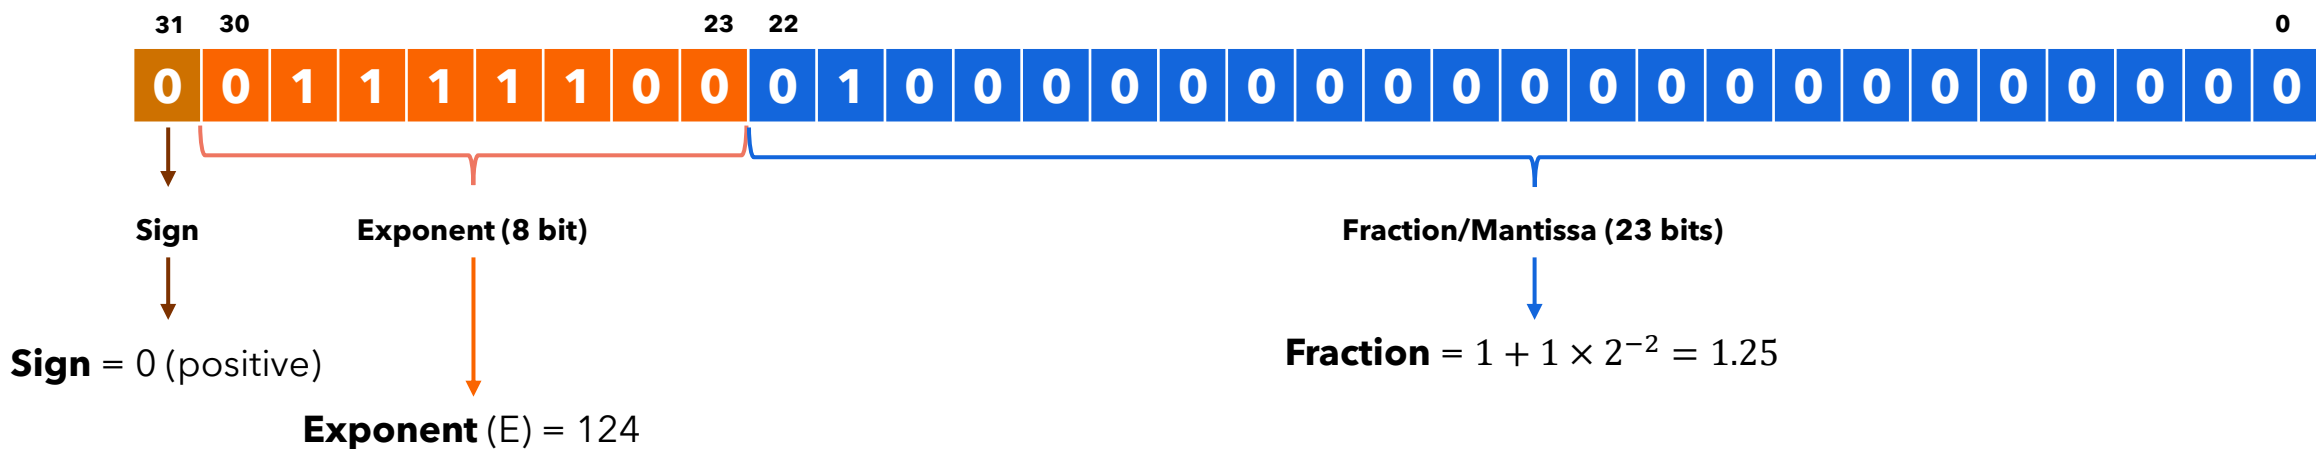 31 30 23 22 0
0 0 1 1 1 1 1 0 0 0 1 0 0 0 0 0 0 0 0 0 0 0 0 0 0 0 0 0 0 0 0 0
Sign Exponent (8 bit) Fraction/Mantissa (23 bits)
Sign = 0 (positive) Fraction = 1 + 1 × 2⁻² = 1.25
Exponent (E) = 124